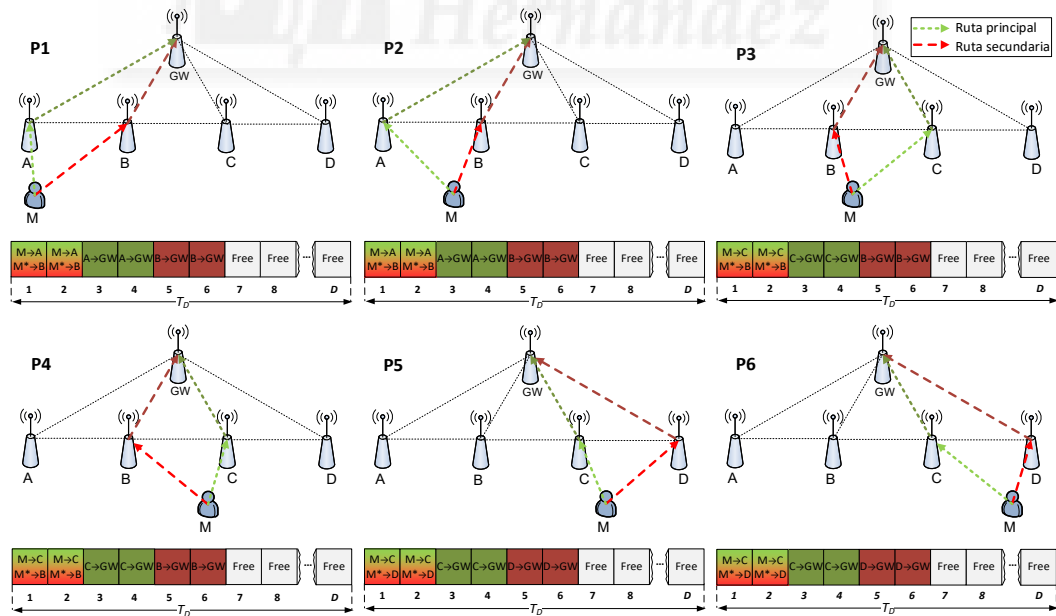 Hernández
P1
P2
P3
Ruta principal
Ruta secundaria
GW
GW
GW
A
B
C
D
A
B
C
D
A
B
C
D
M
M
M
M→A M→A A→GW A→GW B→GW B→GW Free Free ... Free
M*→B M*→B
1 2 3 4 5 6 7 8 D
T_D
M→A M→A A→GW A→GW B→GW B→GW Free Free ... Free
M*→B M*→B
1 2 3 4 5 6 7 8 D
T_D
M→C M→C C→GW C→GW B→GW B→GW Free Free ... Free
M*→B M*→B
1 2 3 4 5 6 7 8 D
T_D
P4
P5
P6
GW
GW
GW
A
B
C
D
A
B
C
D
A
B
C
D
M
M
M
M→C M→C C→GW C→GW B→GW B→GW Free Free ... Free
M*→B M*→B
1 2 3 4 5 6 7 8 D
T_D
M→C M→C C→GW C→GW D→GW D→GW Free Free ... Free
M*→D M*→D
1 2 3 4 5 6 7 8 D
T_D
M→C M→C C→GW C→GW D→GW D→GW Free Free ... Free
M*→D M*→D
1 2 3 4 5 6 7 8 D
T_D